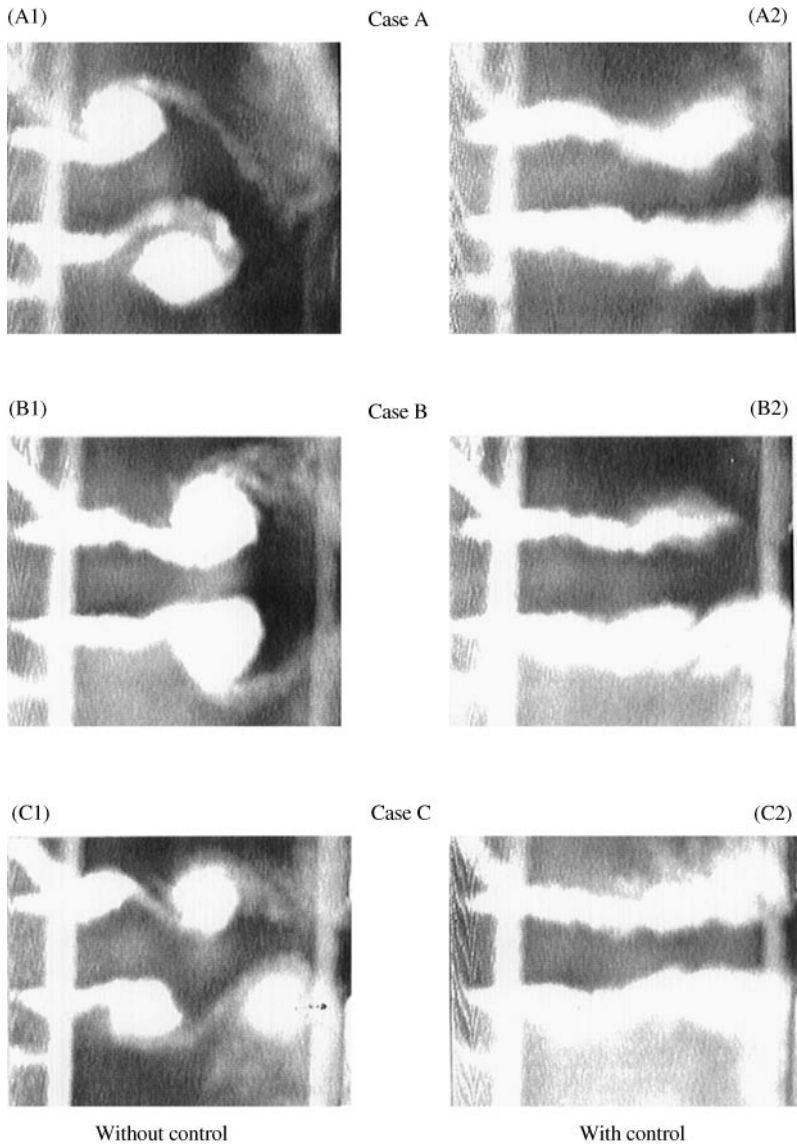 (A1) Case A (A2)
(B1) Case B (B2)
(C1) Case C (C2)
Without control With control